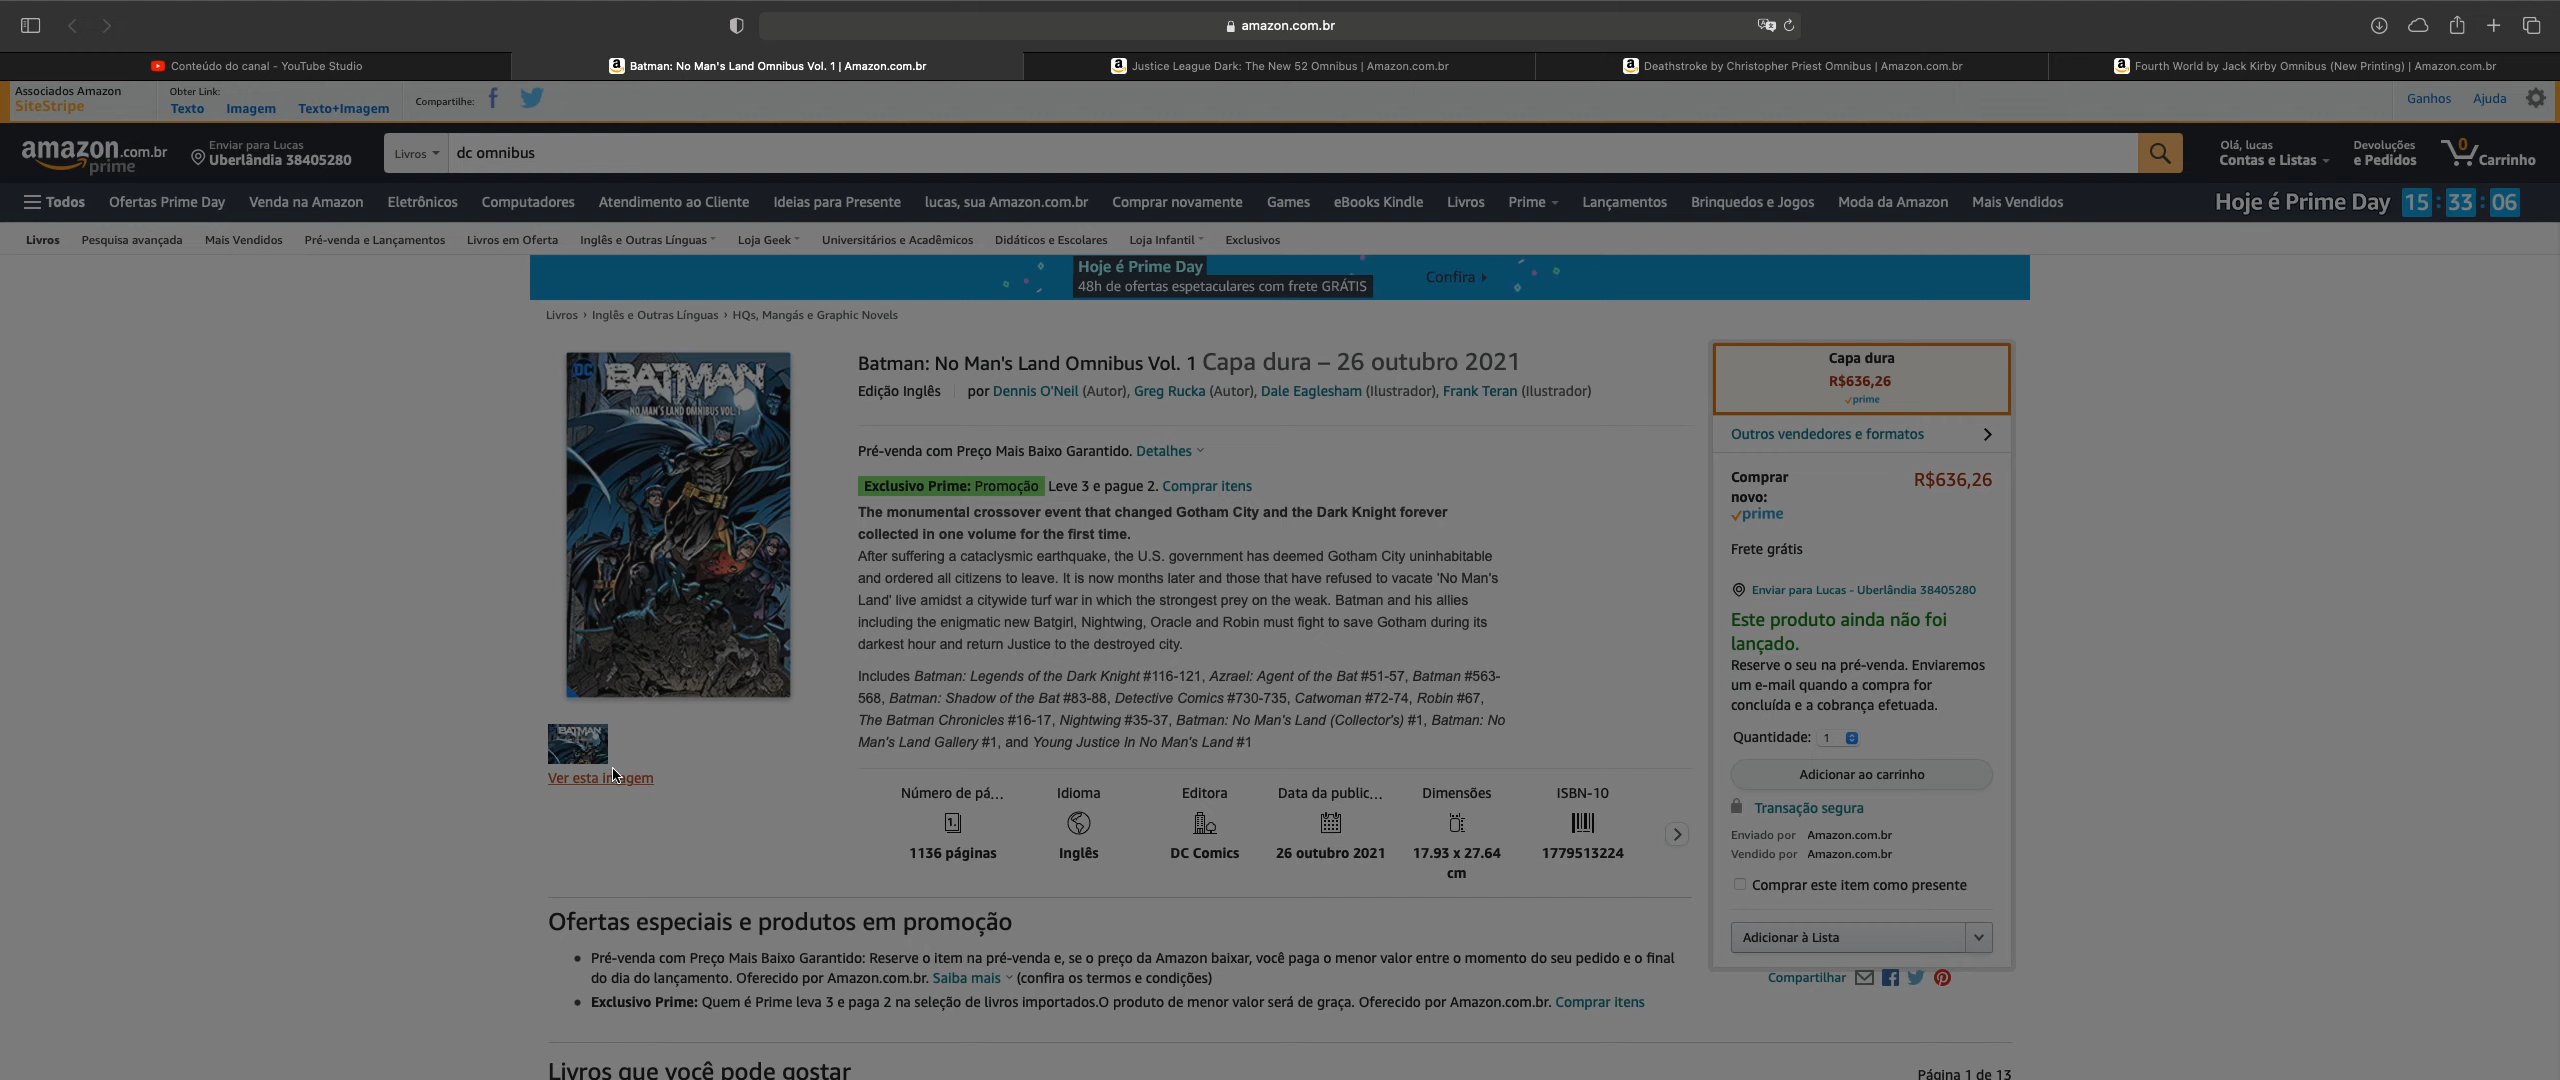 amazon.com.br
Conteúdo do canal - YouTube Studio
Batman: No Man's Land Omnibus Vol. 1 | Amazon.com.br
Justice League Dark: The New 52 Omnibus | Amazon.com.br
Deathstroke by Christopher Priest Omnibus | Amazon.com.br
Fourth World by Jack Kirby Omnibus (New Printing) | Amazon.com.br
Associados Amazon
SiteStripe
Obter Link:
Texto Imagem Texto+Imagem
Compartilhe:
Ganhos Ajuda
amazon.com.br
prime
Enviar para Lucas
Uberlândia 38405280
Livros
dc omnibus
Olá, lucas
Contas e Listas
Devoluções
e Pedidos
0
Carrinho
Todos Ofertas Prime Day Venda na Amazon Eletrônicos Computadores Atendimento ao Cliente Ideias para Presente lucas, sua Amazon.com.br Comprar novamente Games eBooks Kindle Livros Prime Lançamentos Brinquedos e Jogos Moda da Amazon Mais Vendidos
Hoje é Prime Day 15 : 33 : 06
Livros Pesquisa avançada Mais Vendidos Pré-venda e Lançamentos Livros em Oferta Inglês e Outras Línguas Loja Geek Universitários e Acadêmicos Didáticos e Escolares Loja Infantil Exclusivos
Hoje é Prime Day
48h de ofertas espetaculares com frete GRÁTIS
Confira
Livros › Inglês e Outras Línguas › HQs, Mangás e Graphic Novels
DC
BATMAN
NO MAN'S LAND OMNIBUS VOL. 1
BATMAN
Ver esta imagem
Batman: No Man's Land Omnibus Vol. 1 Capa dura – 26 outubro 2021
Edição Inglês por Dennis O'Neil (Autor), Greg Rucka (Autor), Dale Eaglesham (Ilustrador), Frank Teran (Ilustrador)
Pré-venda com Preço Mais Baixo Garantido. Detalhes
Exclusivo Prime: Promoção Leve 3 e pague 2. Comprar itens
The monumental crossover event that changed Gotham City and the Dark Knight forever
collected in one volume for the first time.
After suffering a cataclysmic earthquake, the U.S. government has deemed Gotham City uninhabitable
and ordered all citizens to leave. It is now months later and those that have refused to vacate 'No Man's
Land' live amidst a citywide turf war in which the strongest prey on the weak. Batman and his allies
including the enigmatic new Batgirl, Nightwing, Oracle and Robin must fight to save Gotham during its
darkest hour and return Justice to the destroyed city.
Includes Batman: Legends of the Dark Knight #116-121, Azrael: Agent of the Bat #51-57, Batman #563-
568, Batman: Shadow of the Bat #83-88, Detective Comics #730-735, Catwoman #72-74, Robin #67,
The Batman Chronicles #16-17, Nightwing #35-37, Batman: No Man's Land (Collector's) #1, Batman: No
Man's Land Gallery #1, and Young Justice In No Man's Land #1
Número de pá... Idioma Editora Data da public... Dimensões ISBN-10
1136 páginas Inglês DC Comics 26 outubro 2021 17.93 x 27.64 1779513224
cm
Capa dura
R$636,26
prime
Outros vendedores e formatos
Comprar
novo:
R$636,26
prime
Frete grátis
Enviar para Lucas - Uberlândia 38405280
Este produto ainda não foi
lançado.
Reserve o seu na pré-venda. Enviaremos
um e-mail quando a compra for
concluída e a cobrança efetuada.
Quantidade: 1
Adicionar ao carrinho
Transação segura
Enviado por Amazon.com.br
Vendido por Amazon.com.br
Comprar este item como presente
Adicionar à Lista
Compartilhar
Ofertas especiais e produtos em promoção
Pré-venda com Preço Mais Baixo Garantido: Reserve o item na pré-venda e, se o preço da Amazon baixar, você paga o menor valor entre o momento do seu pedido e o final
do dia do lançamento. Oferecido por Amazon.com.br. Saiba mais (confira os termos e condições)
Exclusivo Prime: Quem é Prime leva 3 e paga 2 na seleção de livros importados.O produto de menor valor será de graça. Oferecido por Amazon.com.br. Comprar itens
Livros que você pode gostar
Página 1 de 13